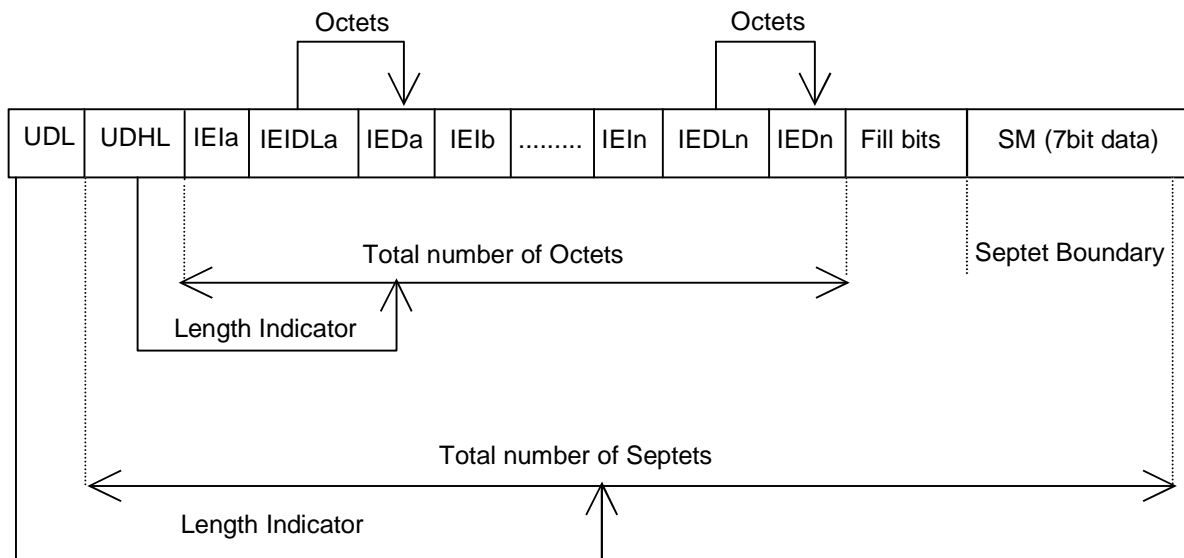 Octets Octets
UDL UDHL IEIa IEIDLa IEDa IEIb ......... IEIn IEDLn IEDn Fill bits SM (7bit data)
Total number of Octets Septet Boundary
Length Indicator
Total number of Septets
Length Indicator